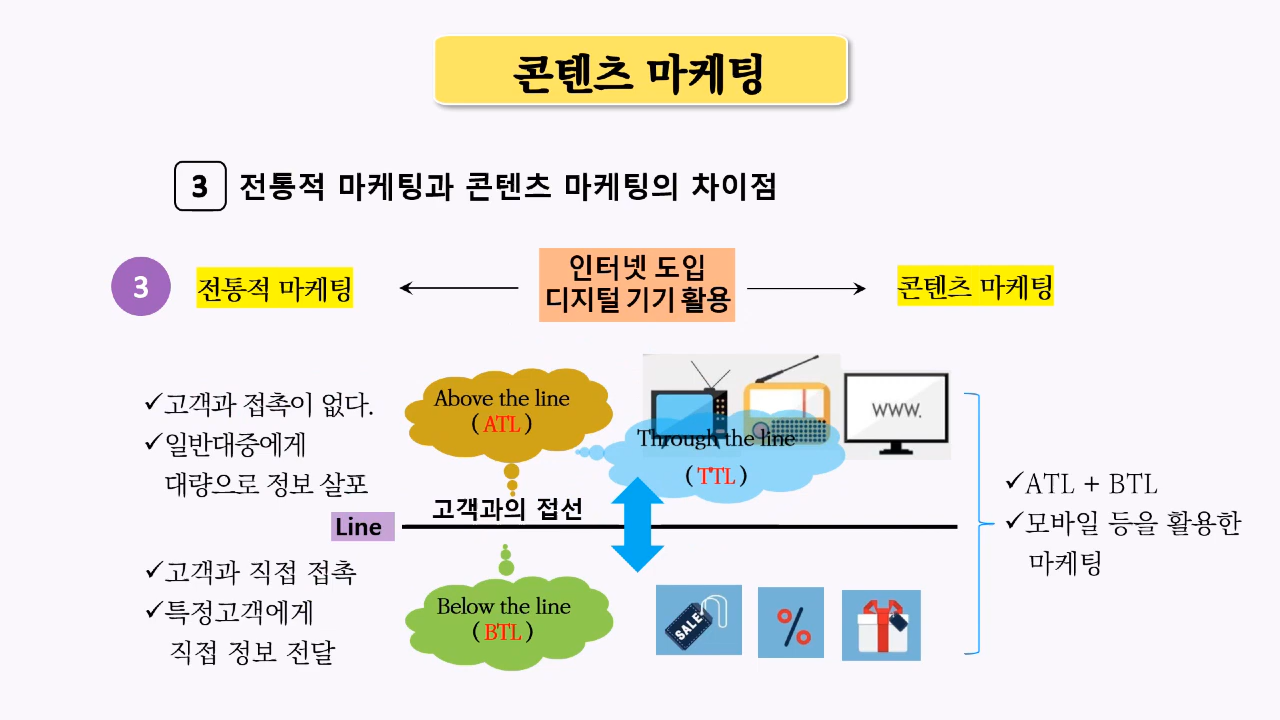 콘텐츠 마케팅
3 전통적 마케팅과 콘텐츠 마케팅의 차이점
3 전통적 마케팅
인터넷 도입
디지털 기기 활용
콘텐츠 마케팅
✓고객과 접촉이 없다.
✓일반대중에게
대량으로 정보 살포
Above the line
( ATL )
Through the line
( TTL )
WWW.
고객과의 접선
Line
✓고객과 직접 접촉
✓특정고객에게
직접 정보 전달
Below the line
( BTL )
SALE
%
✓ATL + BTL
✓모바일 등을 활용한
마케팅